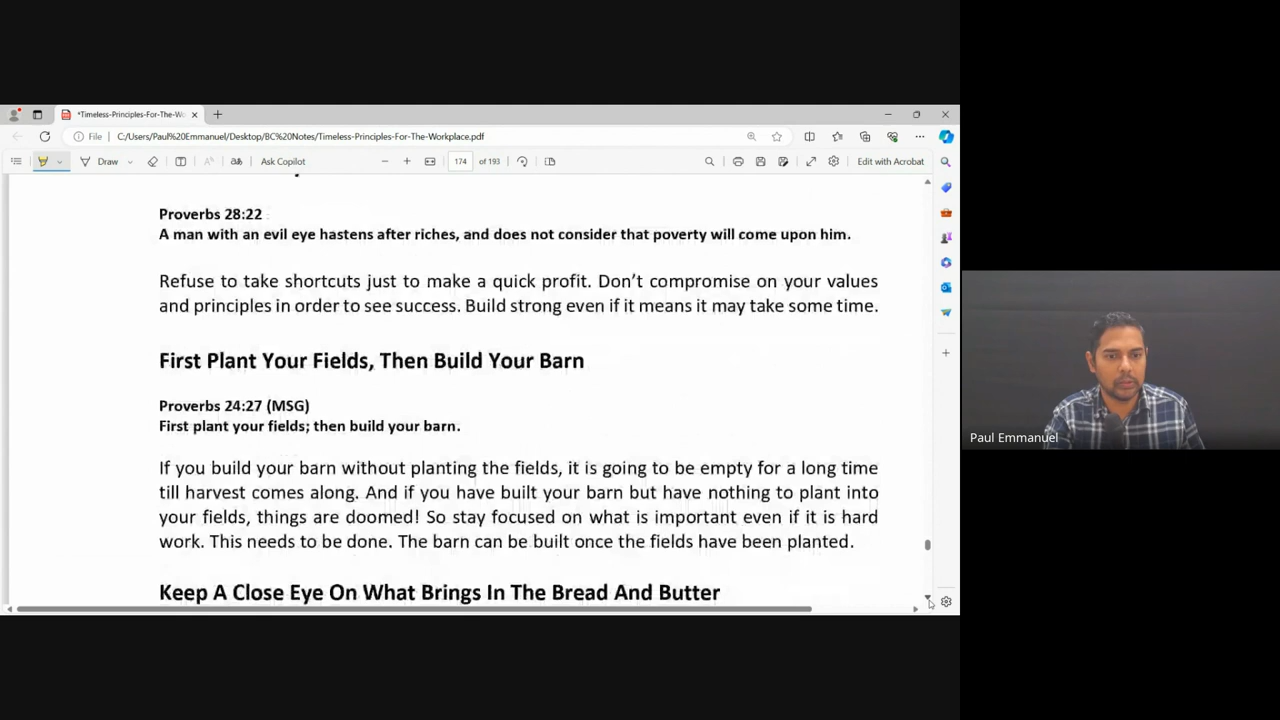 *Timeless-Principles-For-The-Wo
File
C:/Users/Paul%20Emmanuel/Desktop/BC%20Notes/Timeless-Principles-For-The-Workplace.pdf
Draw
Ask Copilot
174 of 193
Edit with Acrobat
Proverbs 28:22
A man with an evil eye hastens after riches, and does not consider that poverty will come upon him.
Refuse to take shortcuts just to make a quick profit. Don’t compromise on your values
and principles in order to see success. Build strong even if it means it may take some time.
First Plant Your Fields, Then Build Your Barn
Proverbs 24:27 (MSG)
First plant your fields; then build your barn.
If you build your barn without planting the fields, it is going to be empty for a long time
till harvest comes along. And if you have built your barn but have nothing to plant into
your fields, things are doomed! So stay focused on what is important even if it is hard
work. This needs to be done. The barn can be built once the fields have been planted.
Keep A Close Eye On What Brings In The Bread And Butter
Paul Emmanuel